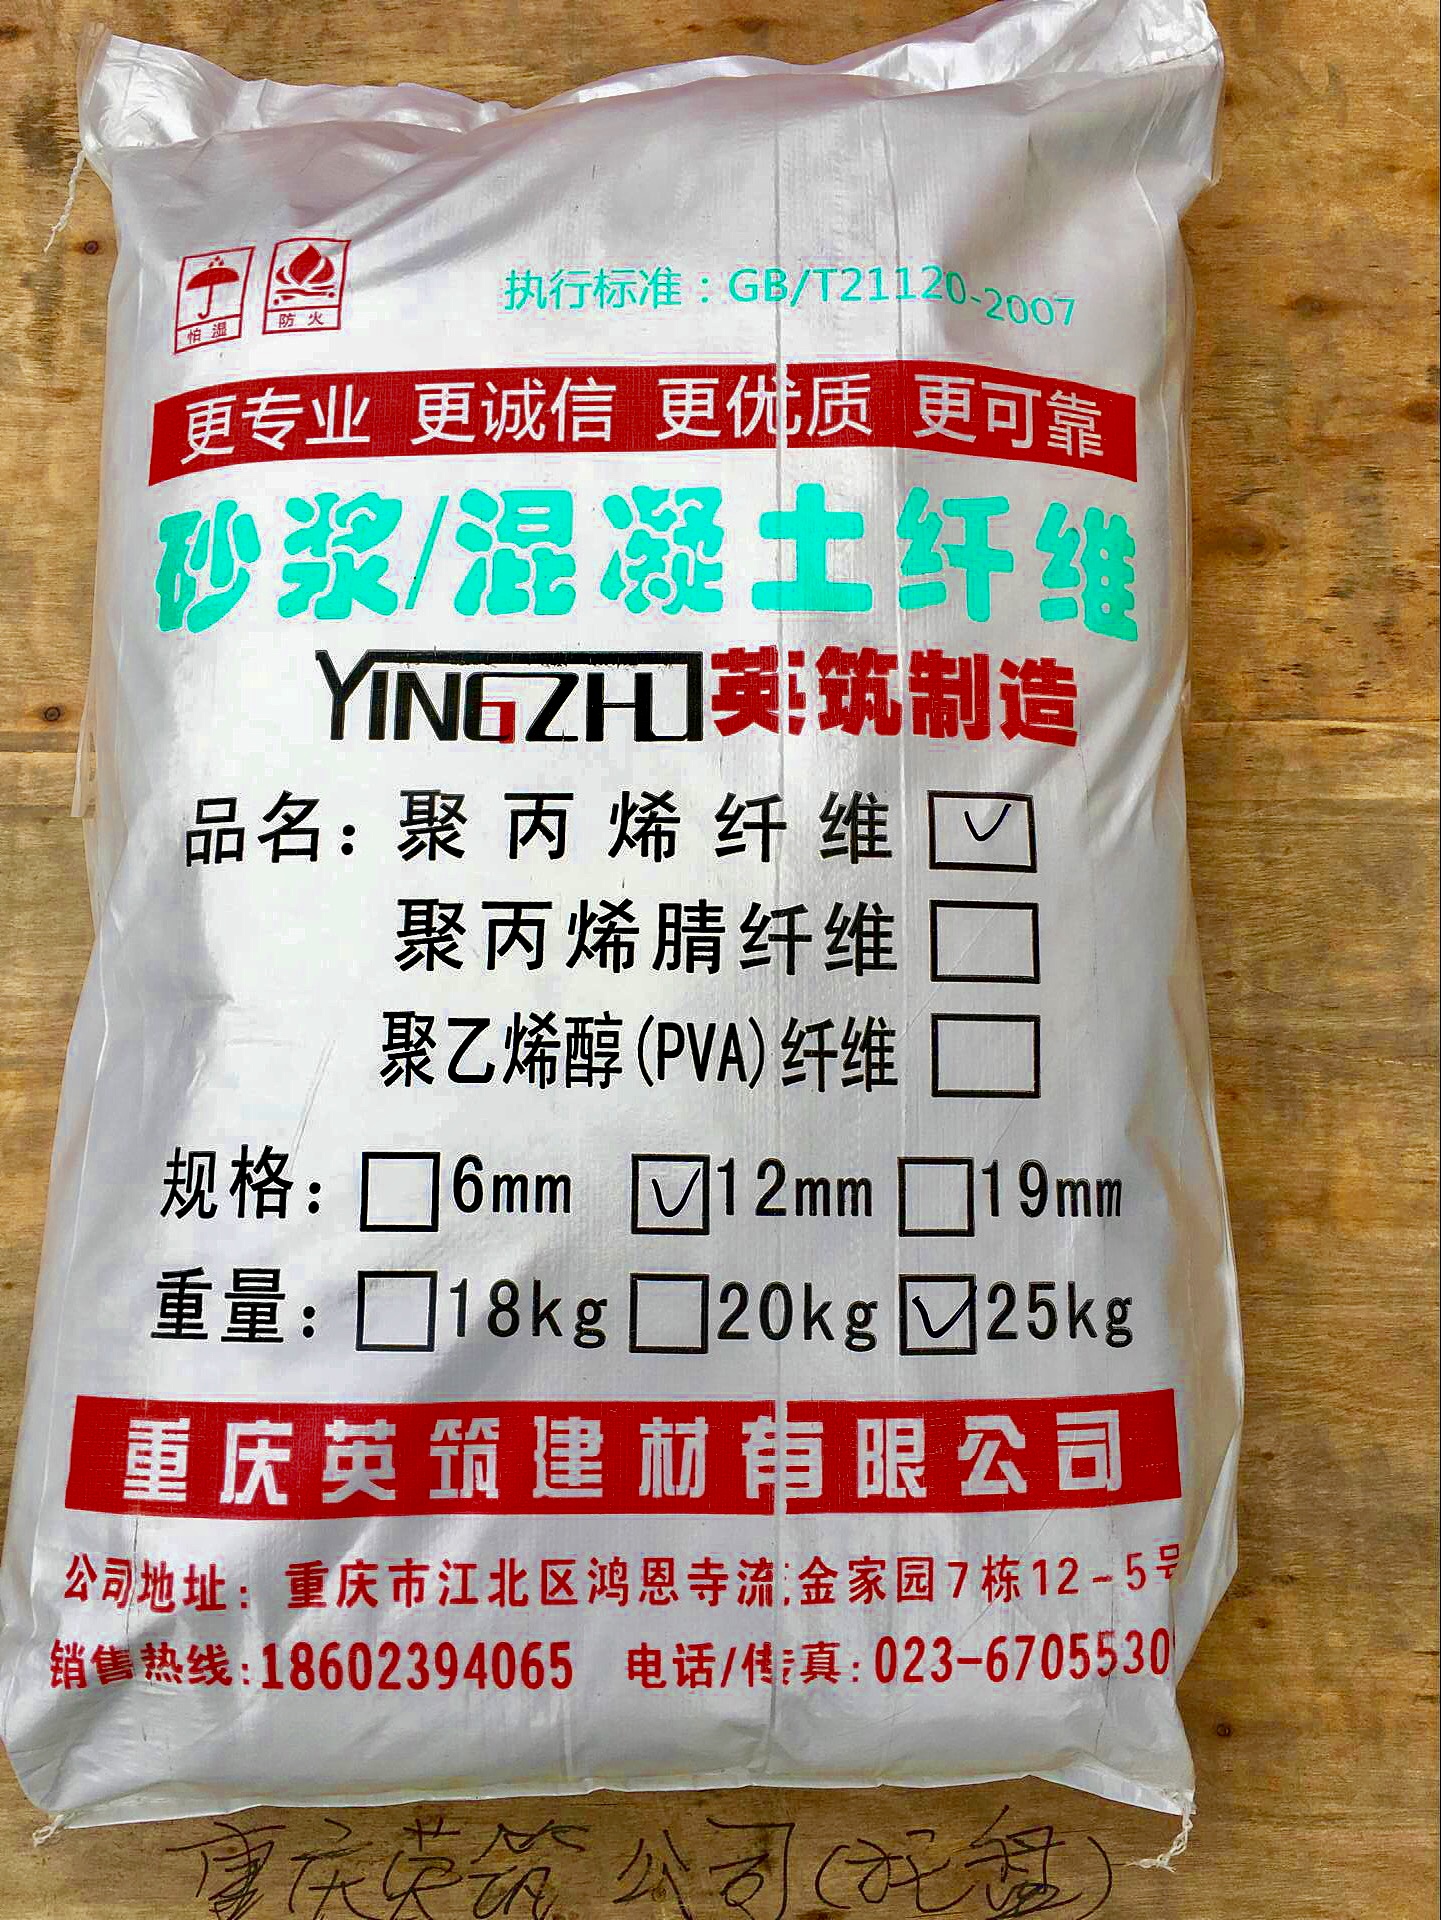 怕湿 防火
执行标准：GB/T21120-2007
更专业 更诚信 更优质 更可靠
砂浆/混凝土纤维
YINGZHU 英筑制造
品名：聚丙烯纤维 ☑
聚丙烯腈纤维 □
聚乙烯醇(PVA)纤维 □
规格：□6mm ☑12mm □19mm
重量：□18kg □20kg ☑25kg
重庆英筑建材有限公司
公司地址：重庆市江北区鸿恩寺流金家园7栋12-5号
销售热线:18602394065 电话/传真:023-6705530
重庆英筑公司(托盘)